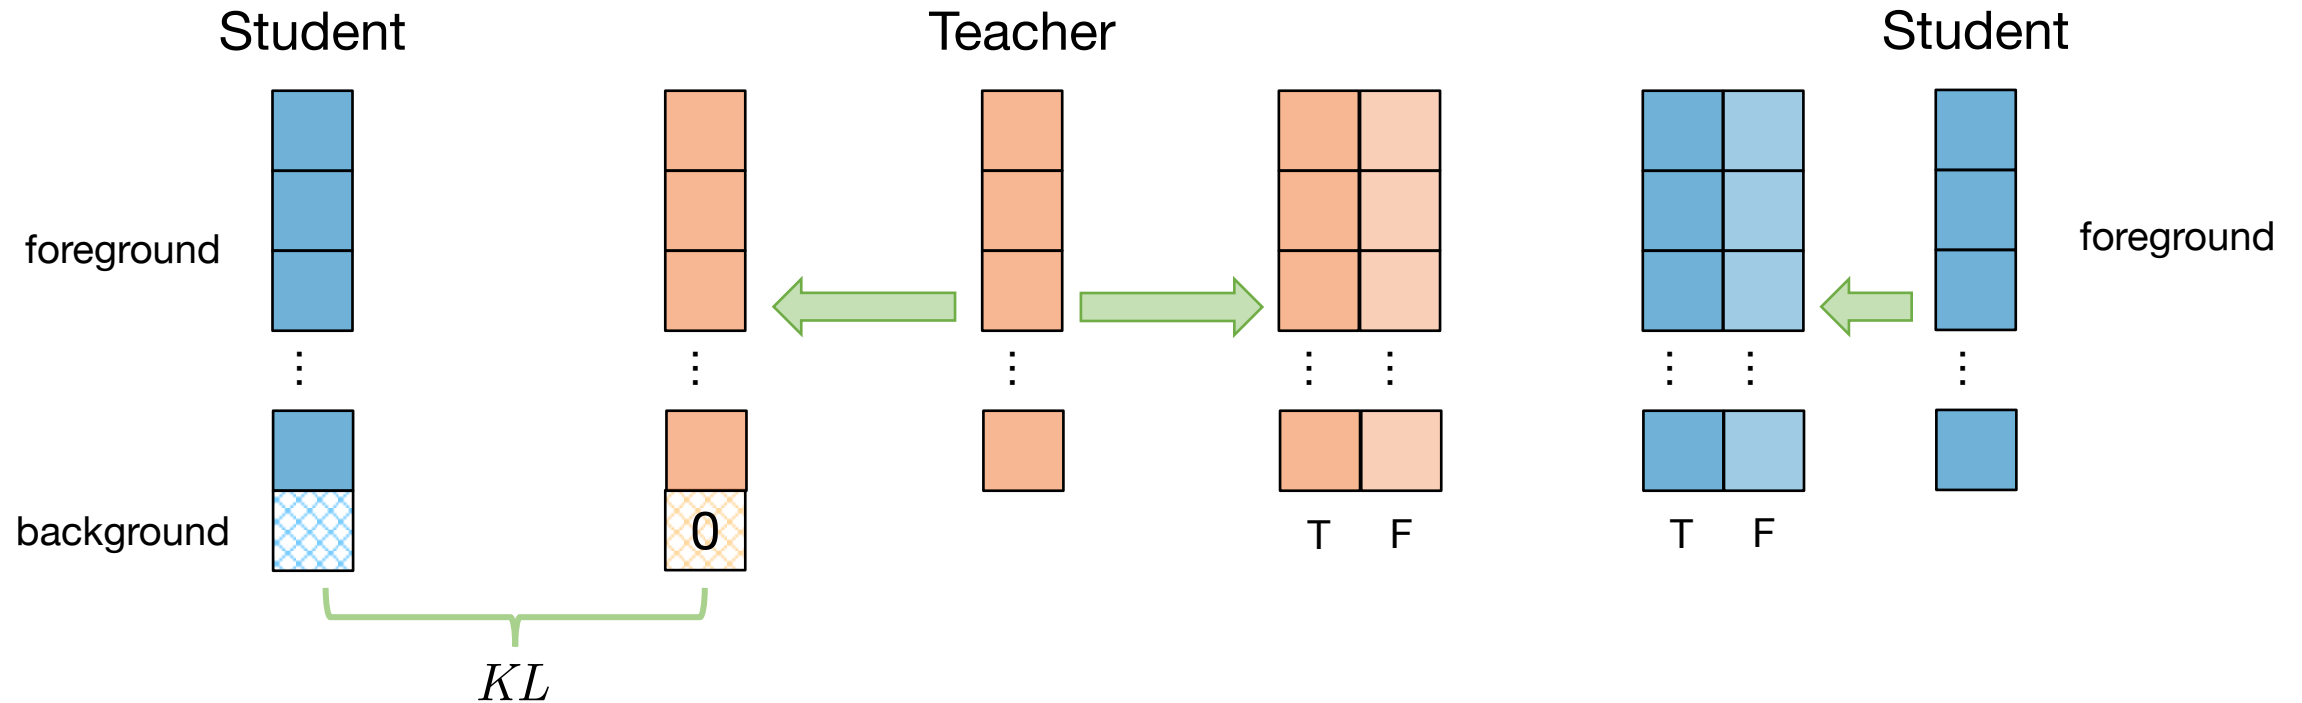 Student
Teacher
Student
foreground
foreground
background
0
T F
T F
KL